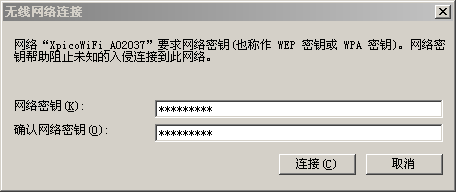 无线网络连接
网络“XpicoWiFi_A02037”要求网络密钥(也称作 WEP 密钥或 WPA 密钥)。网络密
钥帮助阻止未知的入侵连接到此网络。
网络密钥(K): *********
确认网络密钥(O): *********
连接(C) 取消